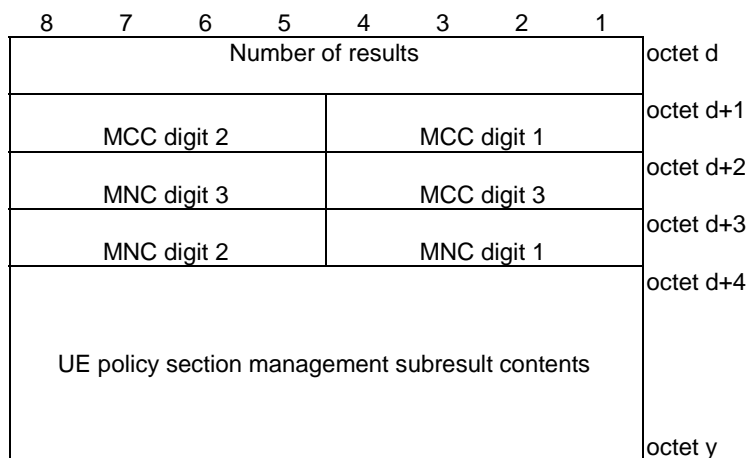 8 7 6 5 4 3 2 1
Number of results octet d
octet d+1
MCC digit 2 MCC digit 1
octet d+2
MNC digit 3 MCC digit 3
octet d+3
MNC digit 2 MNC digit 1
octet d+4
UE policy section management subresult contents
octet y